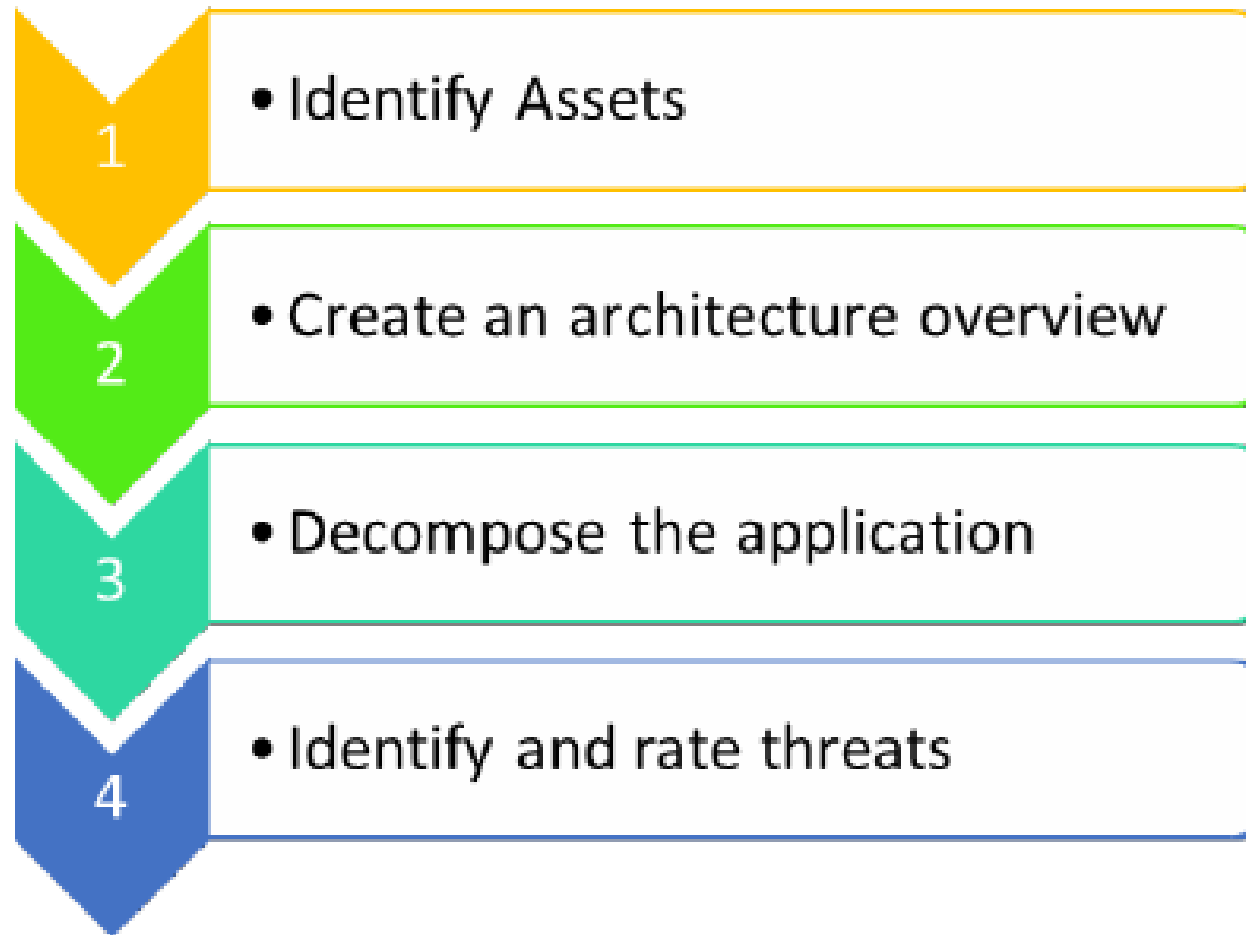 1
• Identify Assets
2
• Create an architecture overview
3
• Decompose the application
4
• Identify and rate threats